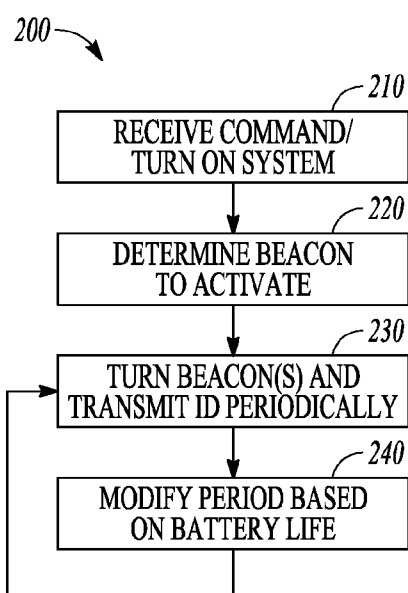 200
210
RECEIVE COMMAND/
TURN ON SYSTEM
220
DETERMINE BEACON
TO ACTIVATE
230
TURN BEACON(S) AND
TRANSMIT ID PERIODICALLY
240
MODIFY PERIOD BASED
ON BATTERY LIFE